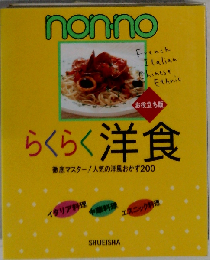 non・no
French
Italian
Chinese
Ethnic
お役立ち版
らくらく洋食
徹底マスター!人気の洋風おかず200
イタリア料理
中華料理
エスニック料理
SHUEISHA